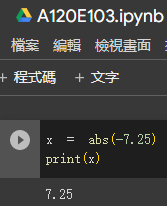 A120E103.ipynb
檔案 編輯 檢視畫面
+ 程式碼 + 文字
x = abs(-7.25)
print(x)
7.25